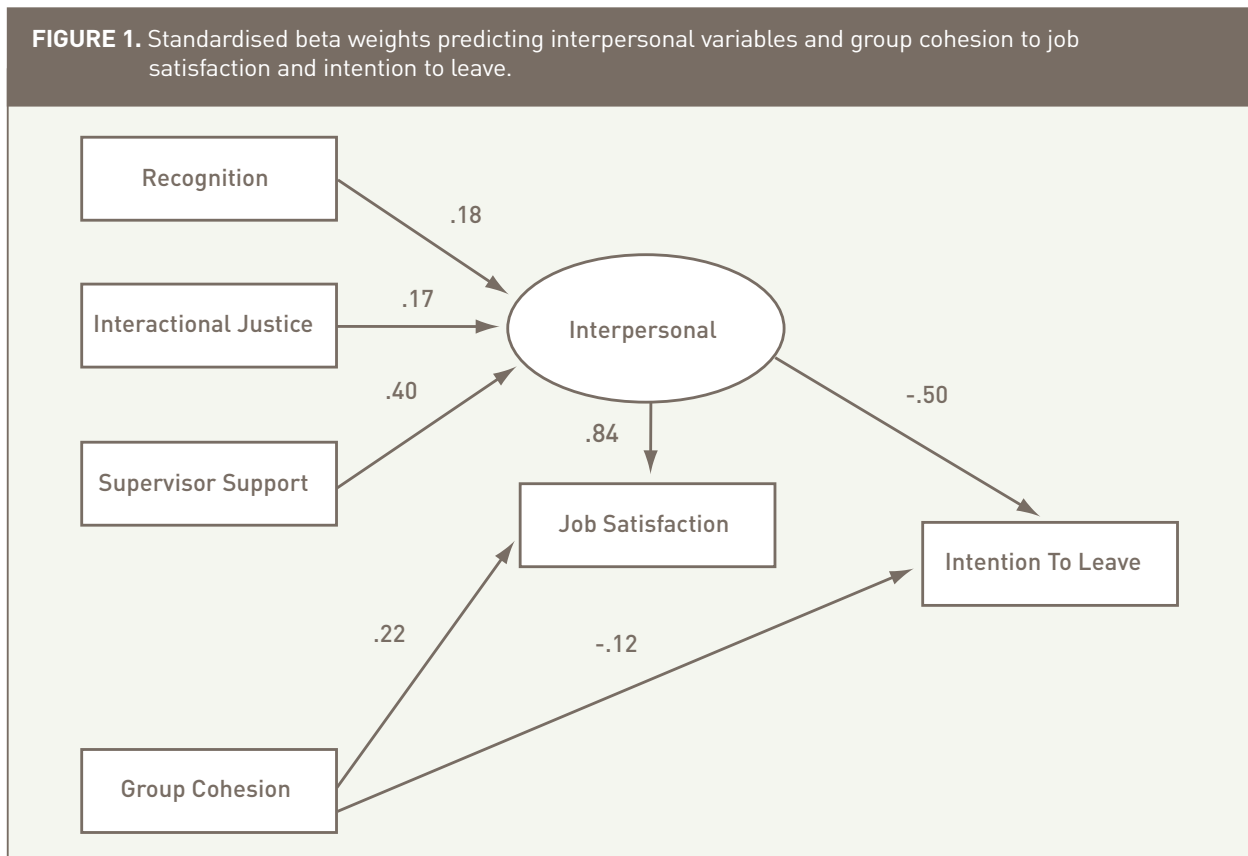 FIGURE 1. Standardised beta weights predicting interpersonal variables and group cohesion to job
satisfaction and intention to leave.
Recognition
.18
Interactional Justice
.17
Interpersonal
.40
-.50
.84
Supervisor Support
Job Satisfaction
Intention To Leave
.22
-.12
Group Cohesion